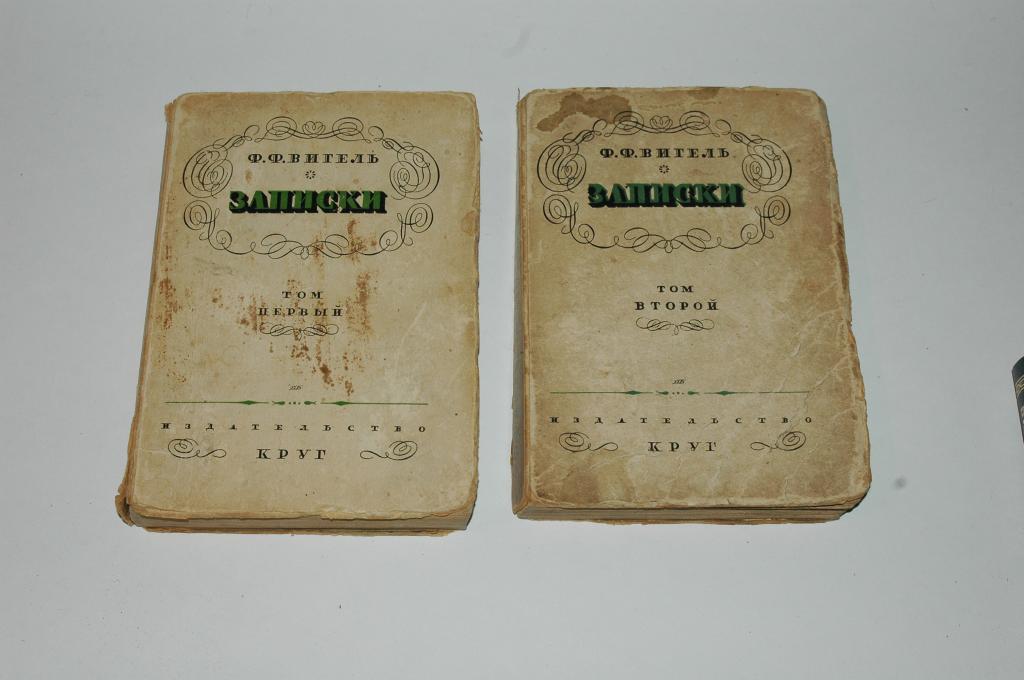 Ф.Ф.ВИГЕЛЬ
ЗАПИСКИ
ТОМ
ПЕРВЫЙ
ИЗДАТЕЛЬСТВО
КРУГ
Ф.Ф.ВИГЕЛЬ
ЗАПИСКИ
ТОМ
ВТОРОЙ
ИЗДАТЕЛЬСТВО
КРУГ